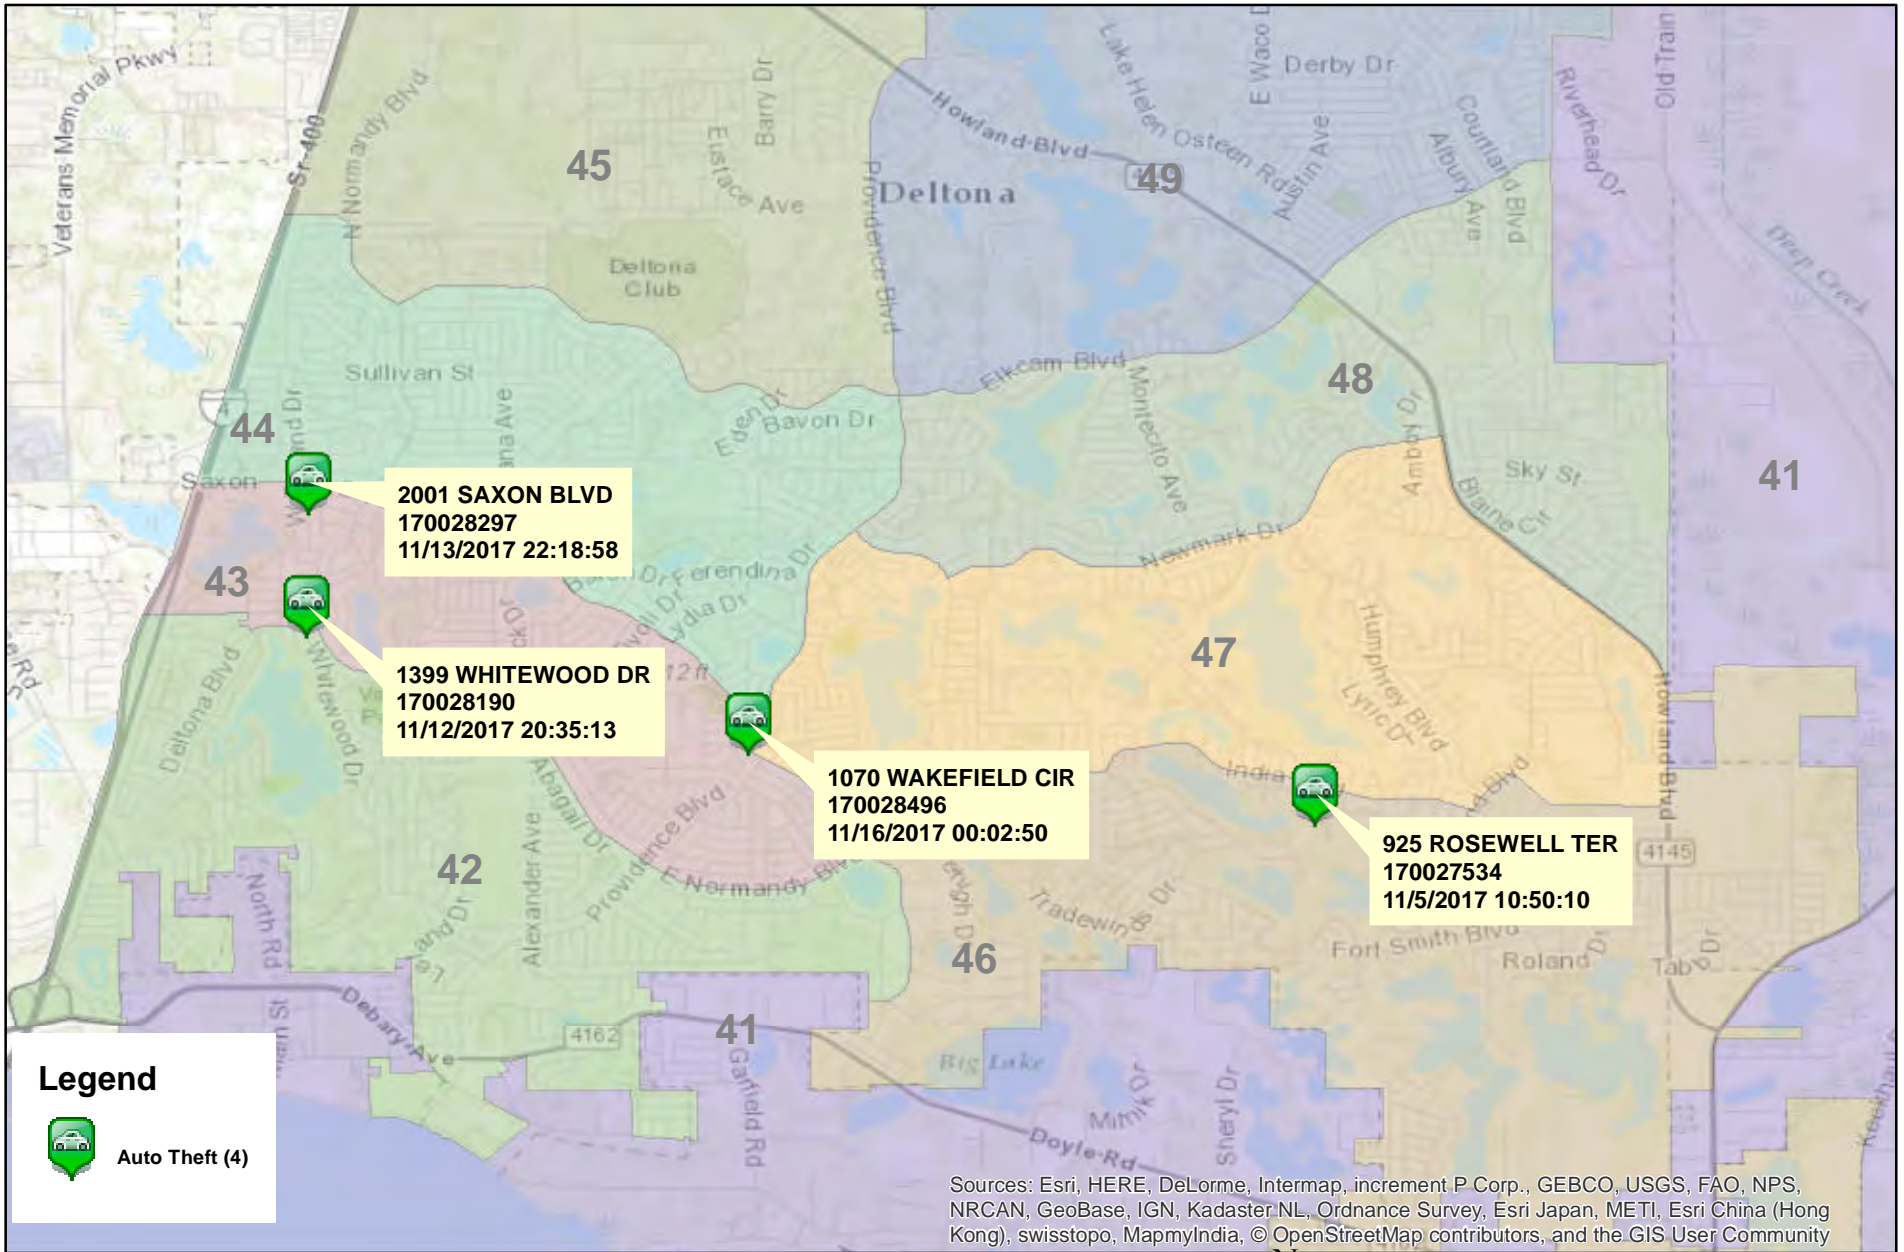 Veterans Memorial Pkwy
Sr 400
N Normandy Blvd
45
Eustace Ave
Barry Dr
Deltona
Club
Providence Blvd
Deltona
Howland Blvd
49
Lake Helen Osteen Rd
E Waco D
Derby Dr
Austin Ave
Albury Ave
Courtland Blvd
Riverhead Dr
Old Train
Deep Creek
Sullivan St
44
Saxon
Eden Dr
Bavon Dr
Elkcam Blvd
Montecito Ave
48
Sky St
Blaine Cir
41
2001 SAXON BLVD
170028297
11/13/2017 22:18:58
43
Ferendina Dr
Lydia Dr
Newmark Dr
47
Humphrey Blvd
Lyric Dr
Howland Blvd
1399 WHITEWOOD DR
170028190
11/12/2017 20:35:13
12 ft
Deltona Blvd
Whitewood Dr
1070 WAKEFIELD CIR
170028496
11/16/2017 00:02:50
India
925 ROSEWELL TER
170027534
11/5/2017 10:50:10
4145
42
Abagail Dr
Alexander Ave
Providence Blvd
E Normandy Blvd
North Rd
46
Tradewinds Dr
Fort Smith Blvd
Roland Dr
Debary Ave
4162
41
Garfield Rd
Big Lake
Mitnik Dr
Sheryl Dr
Doyle Rd
Legend
Auto Theft (4)
Sources: Esri, HERE, DeLorme, Intermap, increment P Corp., GEBCO, USGS, FAO, NPS,
NRCAN, GeoBase, IGN, Kadaster NL, Ordnance Survey, Esri Japan, METI, Esri China (Hong
Kong), swisstopo, MapmyIndia, © OpenStreetMap contributors, and the GIS User Community